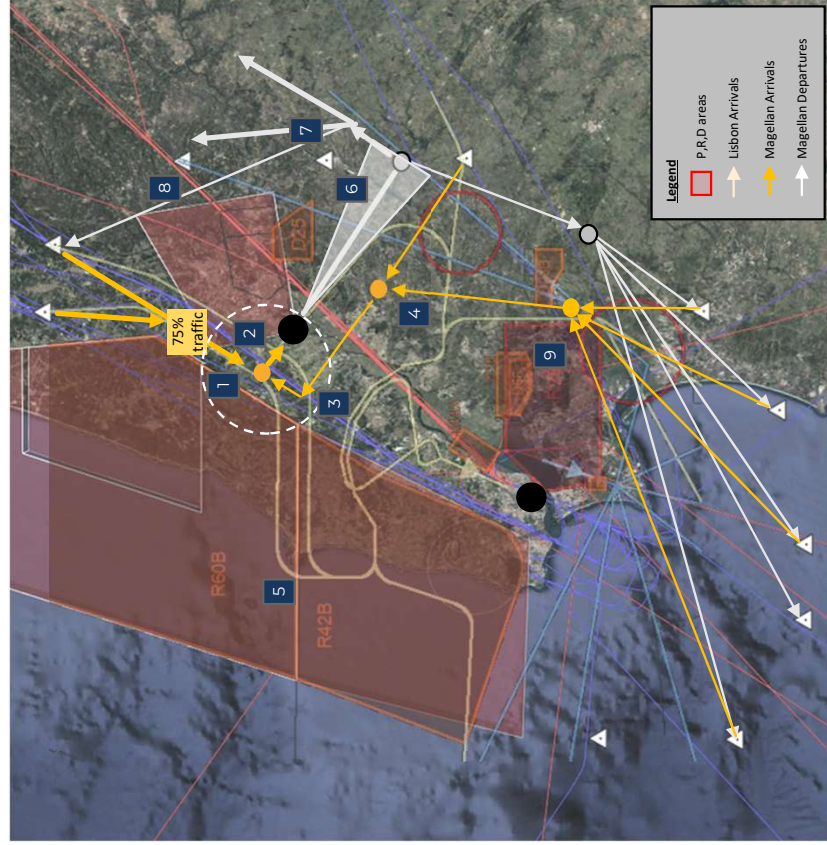 8
7
6
D25
75%
traffic
2
1
4
3
9
R60B
5
R42B
Legend
P,R,D areas
Lisbon Arrivals
Magellan Arrivals
Magellan Departures